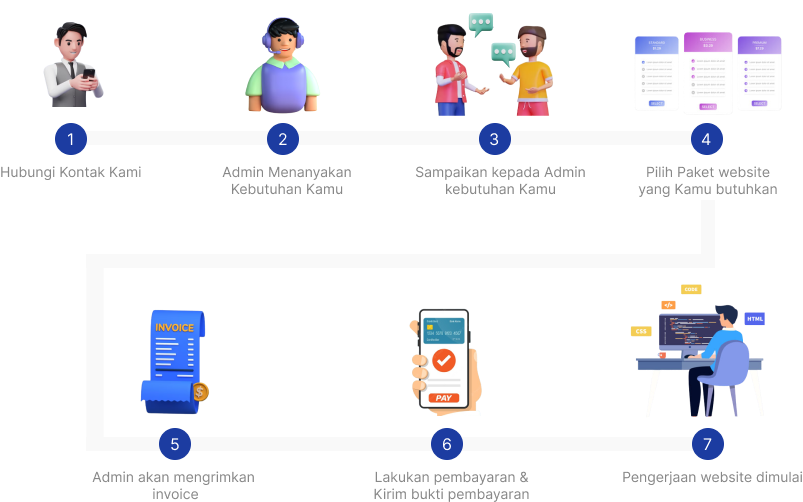 1
2
3
4
Hubungi Kontak Kami
Admin Menanyakan
Kebutuhan Kamu
Sampaikan kepada Admin
kebutuhan Kamu
Pilih Paket website
yang Kamu butuhkan
INVOICE
$
PAY
CODE
</>
CSS
HTML
5
6
7
Admin akan mengrimkan
invoice
Lakukan pembayaran &
Kirim bukti pembayaran
Pengerjaan website dimulai